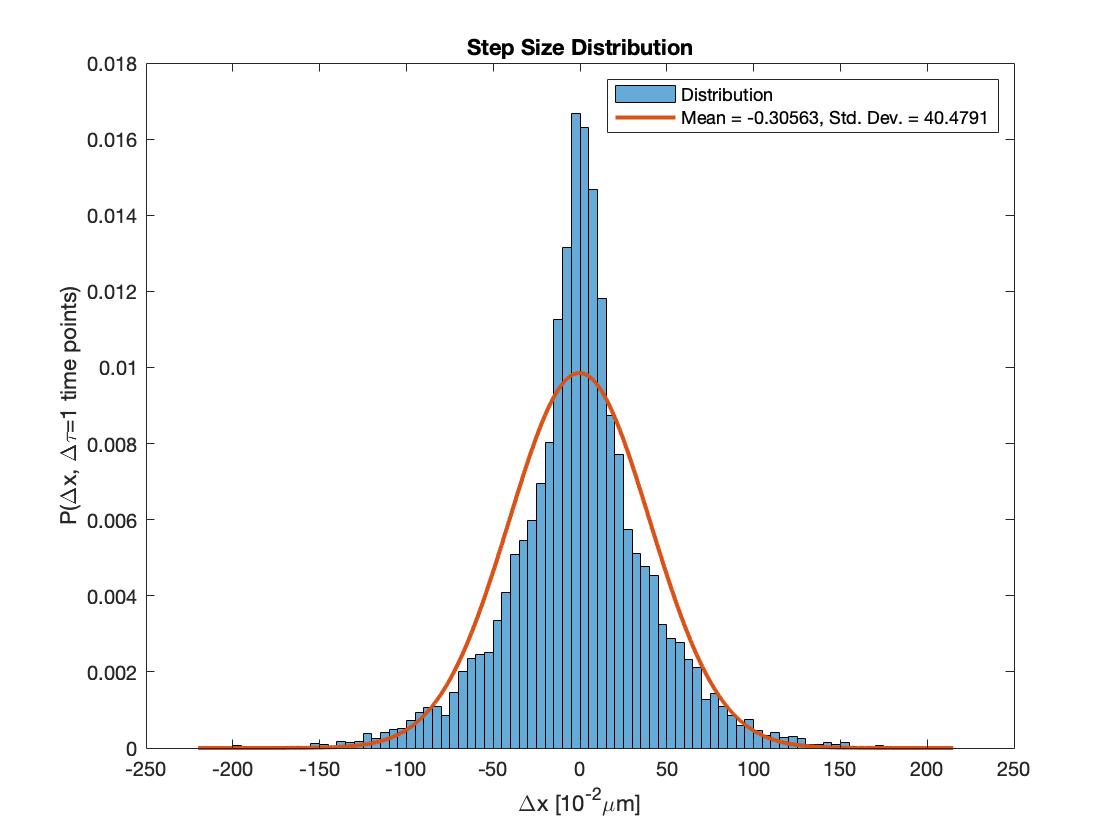 Step Size Distribution
Distribution
Mean = -0.30563, Std. Dev. = 40.4791
P(Δx, Δτ=1 time points)
0.018
0.016
0.014
0.012
0.01
0.008
0.006
0.004
0.002
0
-250 -200 -150 -100 -50 0 50 100 150 200 250
Δx [10⁻²μm]